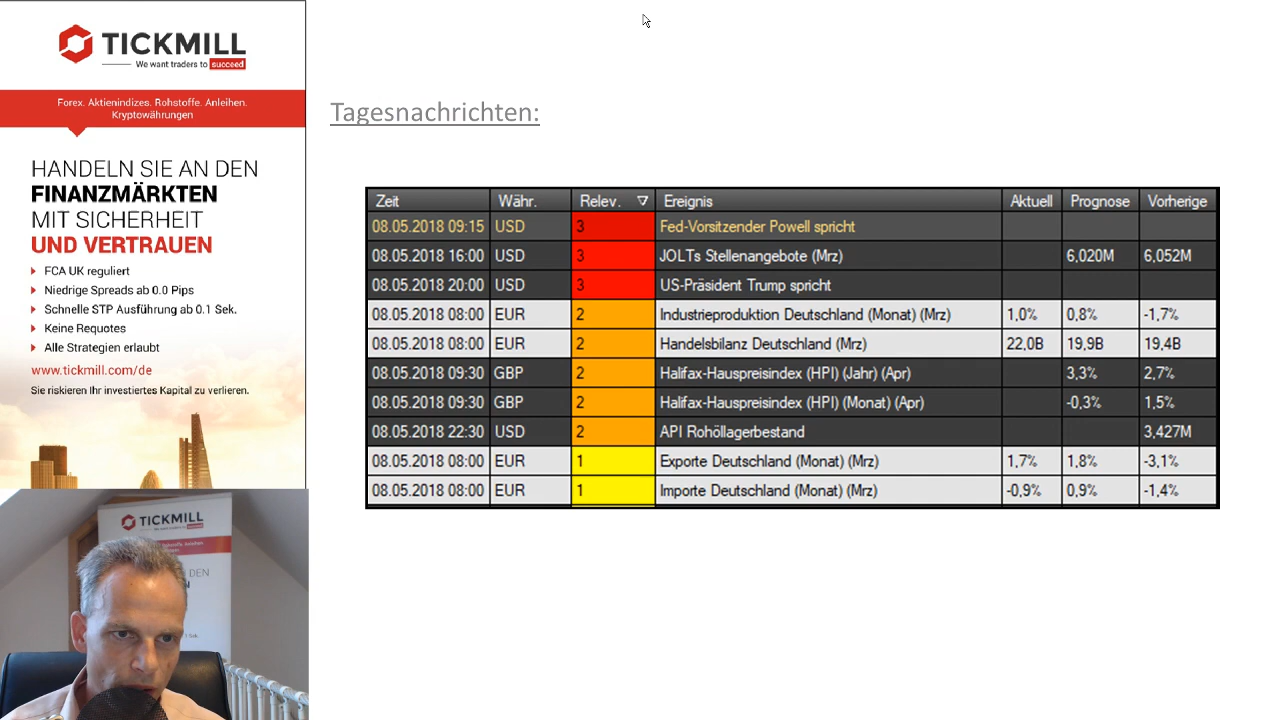 TICKMILL
We want traders to succeed
Forex. Aktienindizes. Rohstoffe. Anleihen.
Kryptowährungen
HANDELN SIE AN DEN
FINANZMÄRKTEN
MIT SICHERHEIT
UND VERTRAUEN
FCA UK reguliert
Niedrige Spreads ab 0.0 Pips
Schnelle STP Ausführung ab 0.1 Sek.
Keine Requotes
Alle Strategien erlaubt
www.tickmill.com/de
Sie riskieren Ihr investiertes Kapital zu verlieren.
Tagesnachrichten:
Zeit Währ. Relev. Ereignis Aktuell Prognose Vorherige
08.05.2018 09:15 USD 3 Fed-Vorsitzender Powell spricht
08.05.2018 16:00 USD 3 JOLTs Stellenangebote (Mrz) 6,020M 6,052M
08.05.2018 20:00 USD 3 US-Präsident Trump spricht
08.05.2018 08:00 EUR 2 Industrieproduktion Deutschland (Monat) (Mrz) 1,0% 0,8% -1,7%
08.05.2018 08:00 EUR 2 Handelsbilanz Deutschland (Mrz) 22,0B 19,9B 19,4B
08.05.2018 09:30 GBP 2 Halifax-Hauspreisindex (HPI) (Jahr) (Apr) 3,3% 2,7%
08.05.2018 09:30 GBP 2 Halifax-Hauspreisindex (HPI) (Monat) (Apr) -0,3% 1,5%
08.05.2018 22:30 USD 2 API Rohöllagerbestand 3,427M
08.05.2018 08:00 EUR 1 Exporte Deutschland (Monat) (Mrz) 1,7% 1,8% -3,1%
08.05.2018 08:00 EUR 1 Importe Deutschland (Monat) (Mrz) -0,9% 0,9% -1,4%
TICKMILL
DEN